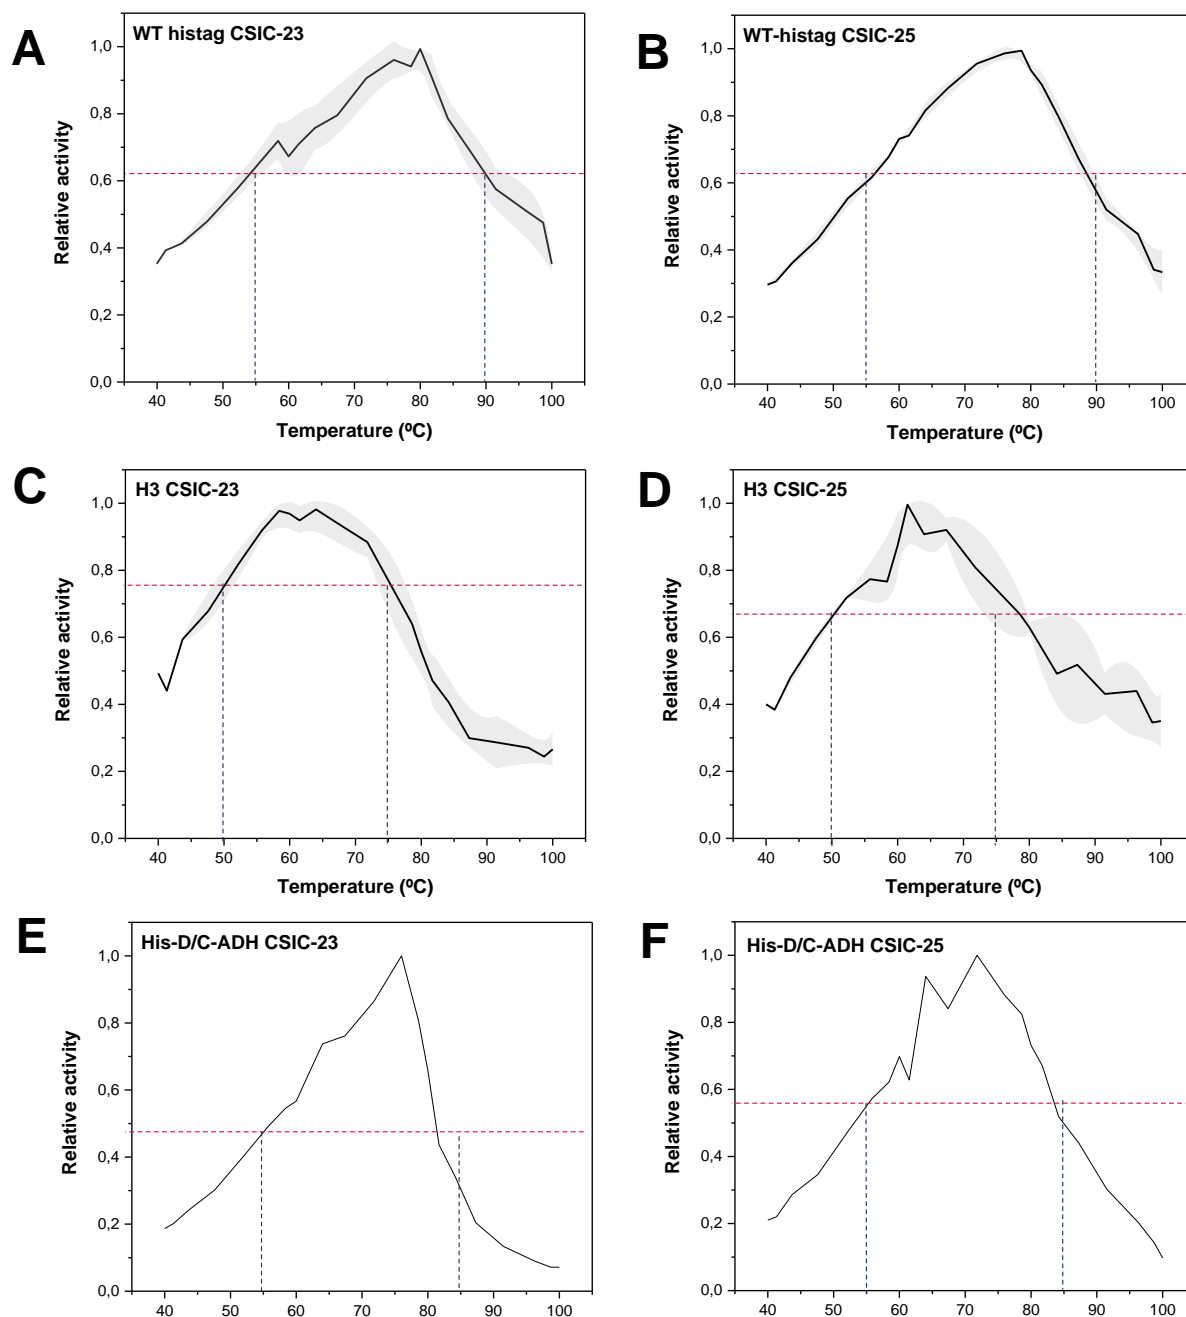 A
WT histag CSIC-23
1,0
0,8
0,6
0,4
0,2
0,0
Relative activity
40 50 60 70 80 90 100
Temperature (ºC)
B
WT-histag CSIC-25
1,0
0,8
0,6
0,4
0,2
0,0
Relative activity
40 50 60 70 80 90 100
Temperature (ºC)
C
H3 CSIC-23
1,0
0,8
0,6
0,4
0,2
0,0
Relative activity
40 50 60 70 80 90 100
Temperature (ºC)
D
H3 CSIC-25
1,0
0,8
0,6
0,4
0,2
0,0
Relative activity
40 50 60 70 80 90 100
Temperature (ºC)
E
His-D/C-ADH CSIC-23
1,0
0,8
0,6
0,4
0,2
0,0
Relative activity
40 50 60 70 80 90 100
F
His-D/C-ADH CSIC-25
1,0
0,8
0,6
0,4
0,2
0,0
Relative activity
40 50 60 70 80 90 100